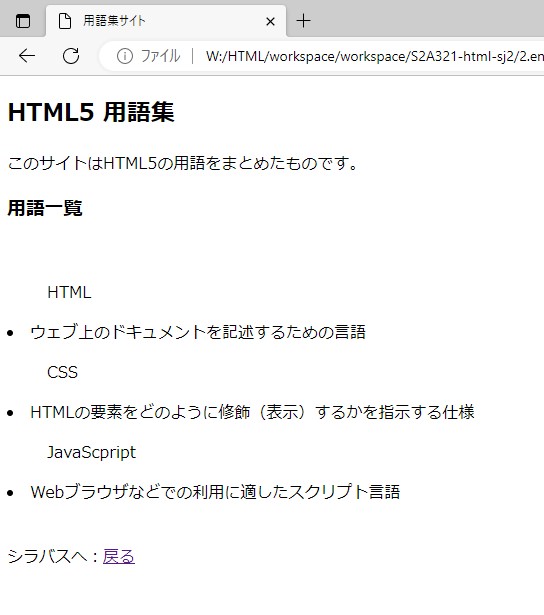 用語集サイト
ファイル | W:/HTML/workspace/workspace/S2A321-html-sj2/2.en
HTML5 用語集
このサイトはHTML5の用語をまとめたものです。
用語一覧
HTML
• ウェブ上のドキュメントを記述するための言語
CSS
• HTMLの要素をどのように修飾（表示）するかを指示する仕様
JavaScpript
• Webブラウザなどでの利用に適したスクリプト言語
シラバスへ：戻る